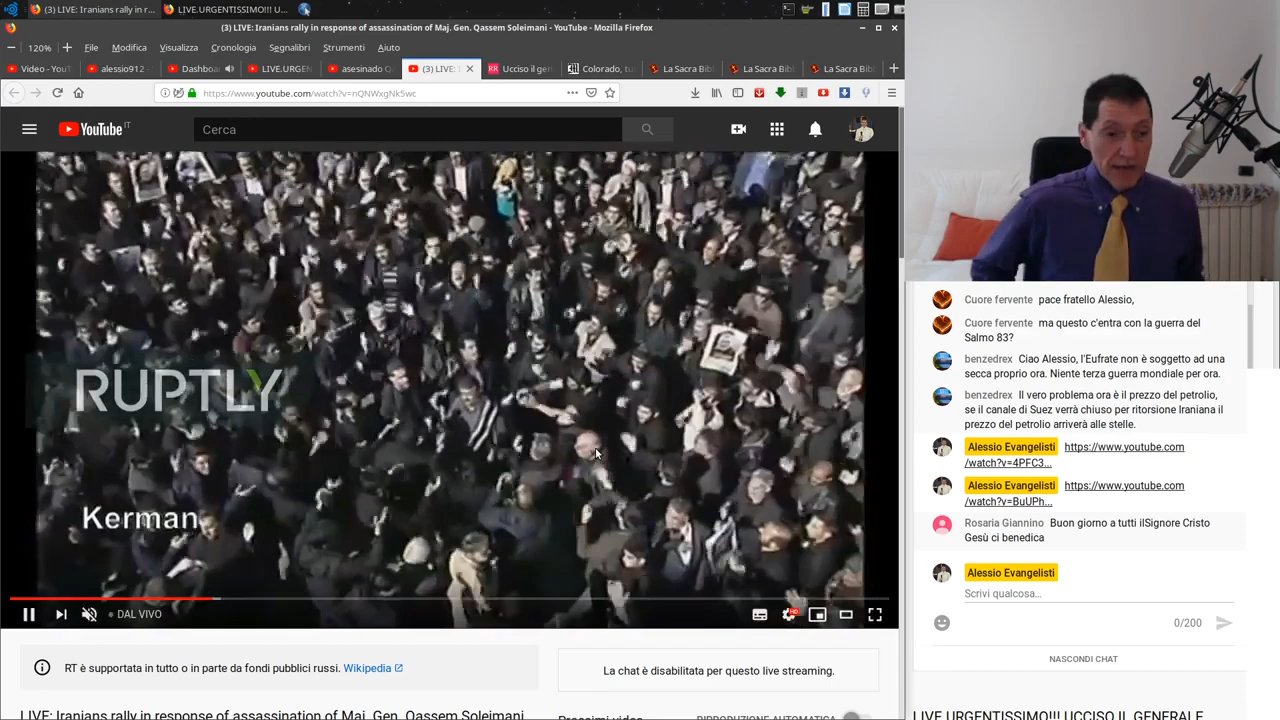 (3) LIVE: Iranians rally in r...
LIVE.URGENTISSIMO!!! U...
(3) LIVE: Iranians rally in response of assassination of Maj. Gen. Qassem Soleimani - YouTube - Mozilla Firefox
120%
File Modifica Visualizza Cronologia Segnalibri Strumenti Aiuto
Video - YouT
alessio912 -
Dashboa
LIVE.URGEN
asesinado Q
(3) LIVE:
RR Ucciso il gen
Colorado, tu
La Sacra Bibl
La Sacra Bib
La Sacra Bib
https://www.youtube.com/watch?v=nQNWxgNk5wc
YouTube IT
Cerca
RUPTLY
Kerman
DAL VIVO
HD
RT è supportata in tutto o in parte da fondi pubblici russi. Wikipedia
La chat è disabilitata per questo live streaming.
LIVE: Iranians rally in response of assassination of Maj. Gen. Qassem Soleimani
Prossimi video
RIPRODUZIONE AUTOMATICA
Cuore fervente pace fratello Alessio,
Cuore fervente ma questo c'entra con la guerra del
Salmo 83?
benzedrex Ciao Alessio, l'Eufrate non è soggetto ad una
secca proprio ora. Niente terza guerra mondiale per ora.
benzedrex Il vero problema ora è il prezzo del petrolio,
se il canale di Suez verrà chiuso per ritorsione Iraniana il
prezzo del petrolio arriverà alle stelle.
Alessio Evangelisti https://www.youtube.com
/watch?v=4PFC3...
Alessio Evangelisti https://www.youtube.com
/watch?v=BuUPh...
Rosaria Giannino Buon giorno a tutti ilSignore Cristo
Gesù ci benedica
Alessio Evangelisti
Scrivi qualcosa...
0/200
NASCONDI CHAT
LIVE URGENTISSIMO!!! UCCISO IL GENERALE